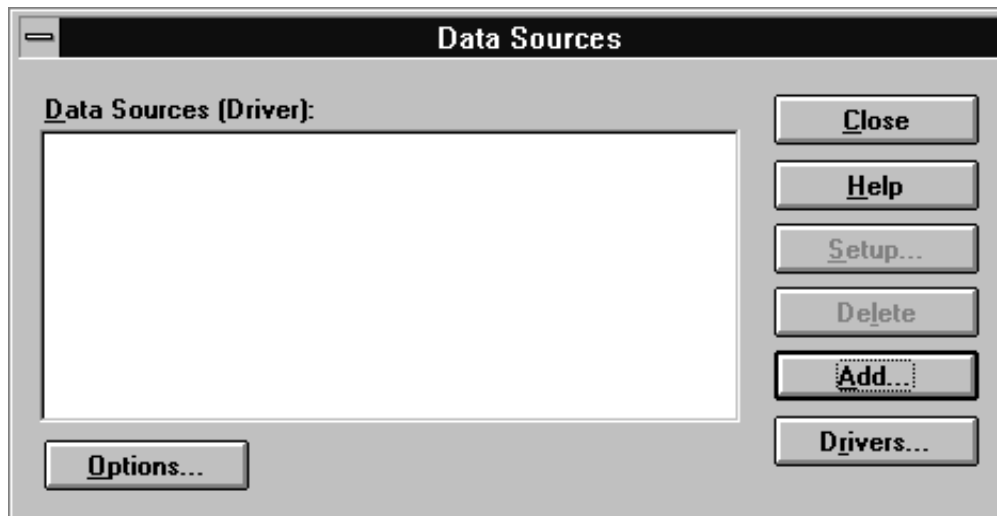 Data Sources
Data Sources (Driver):
Close
Help
Setup...
Delete
Add...
Drivers...
Options...